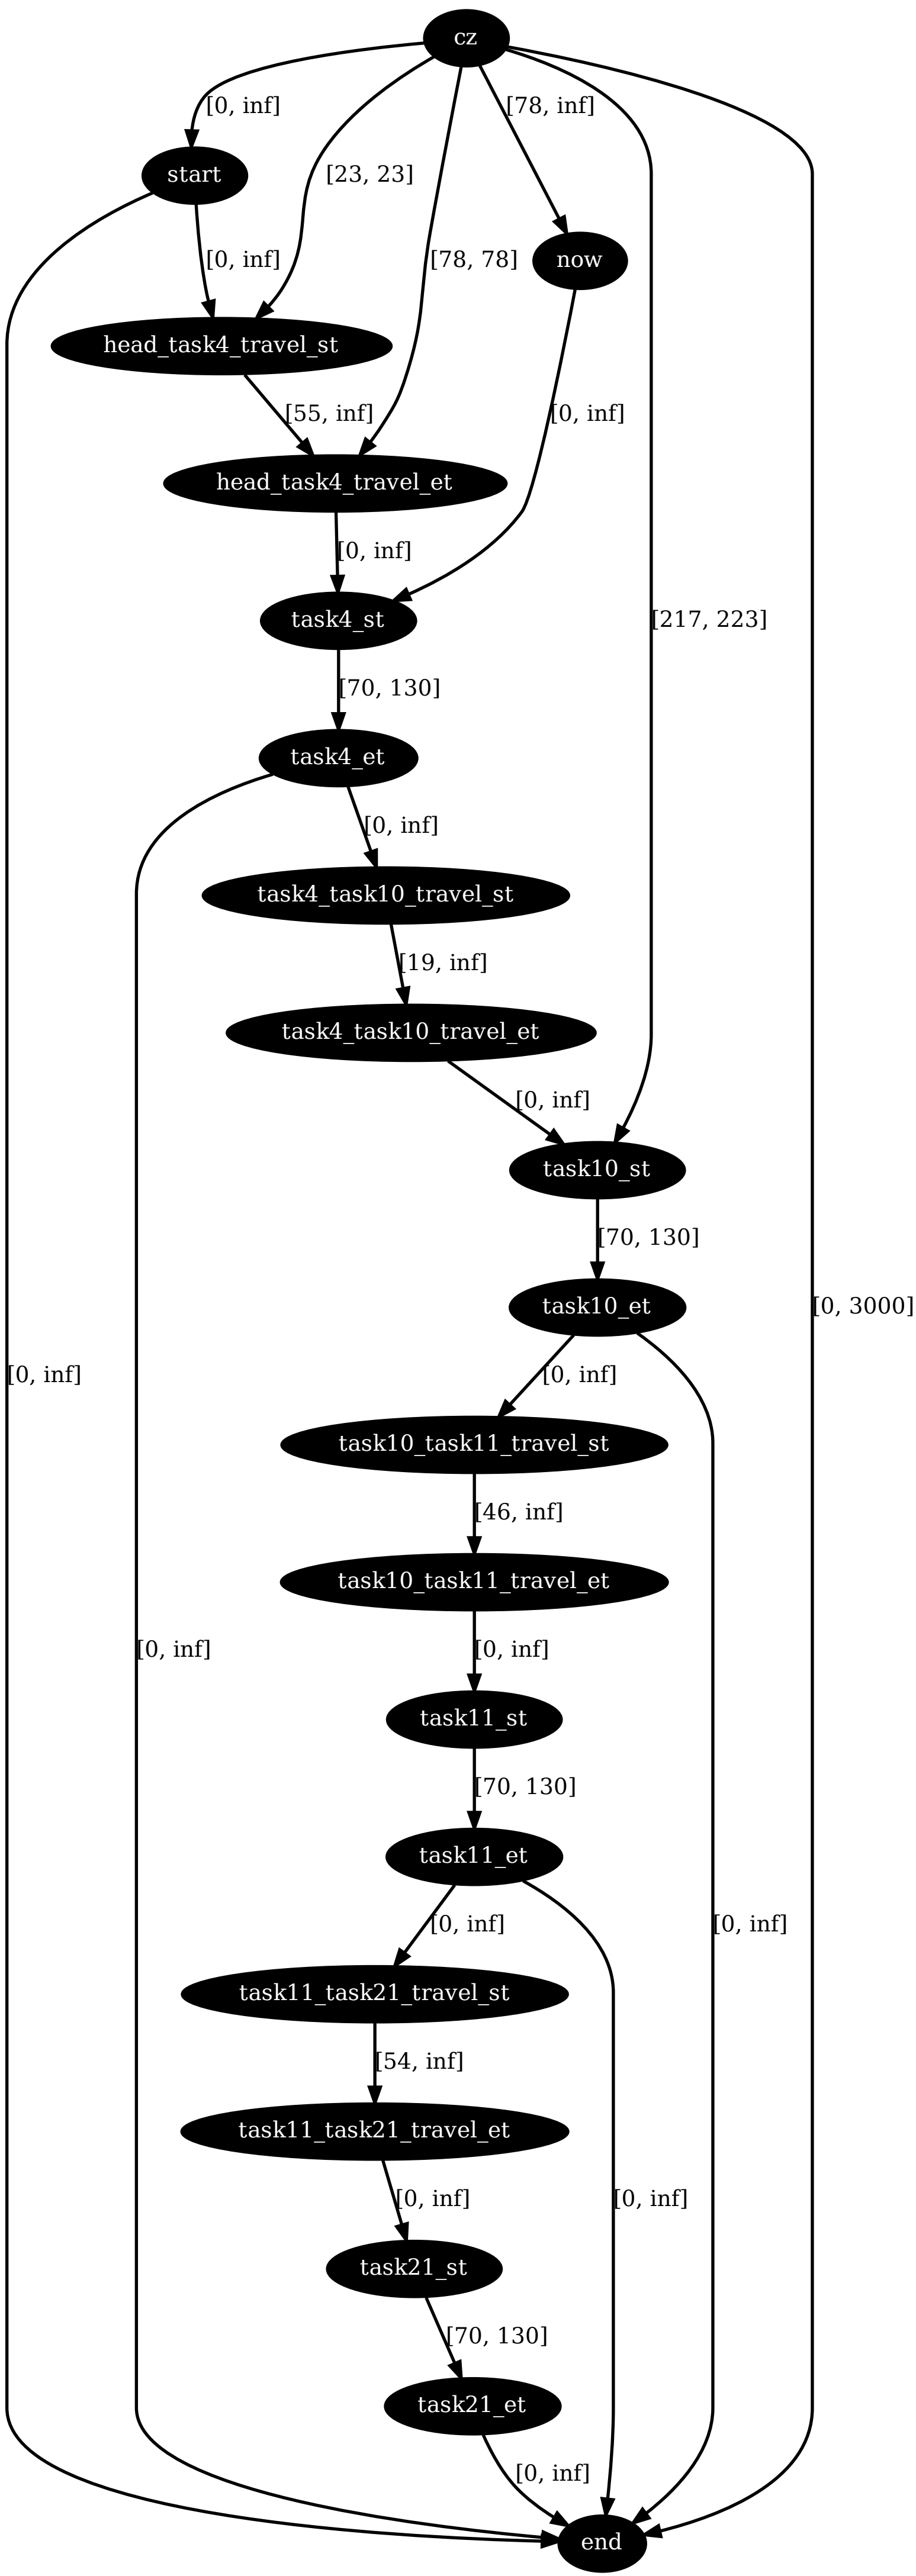 cz
[0, inf]
[78, inf]
start
[23, 23]
[0, inf]
[78, 78]
now
head_task4_travel_st
[55, inf]
[0, inf]
head_task4_travel_et
[0, inf]
task4_st
[217, 223]
[70, 130]
task4_et
[0, inf]
task4_task10_travel_st
[19, inf]
task4_task10_travel_et
[0, inf]
task10_st
[70, 130]
task10_et
[0, 3000]
[0, inf]
[0, inf]
task10_task11_travel_st
[46, inf]
task10_task11_travel_et
[0, inf]
[0, inf]
task11_st
[70, 130]
task11_et
[0, inf]
[0, inf]
task11_task21_travel_st
[54, inf]
task11_task21_travel_et
[0, inf]
[0, inf]
task21_st
[70, 130]
task21_et
[0, inf]
end